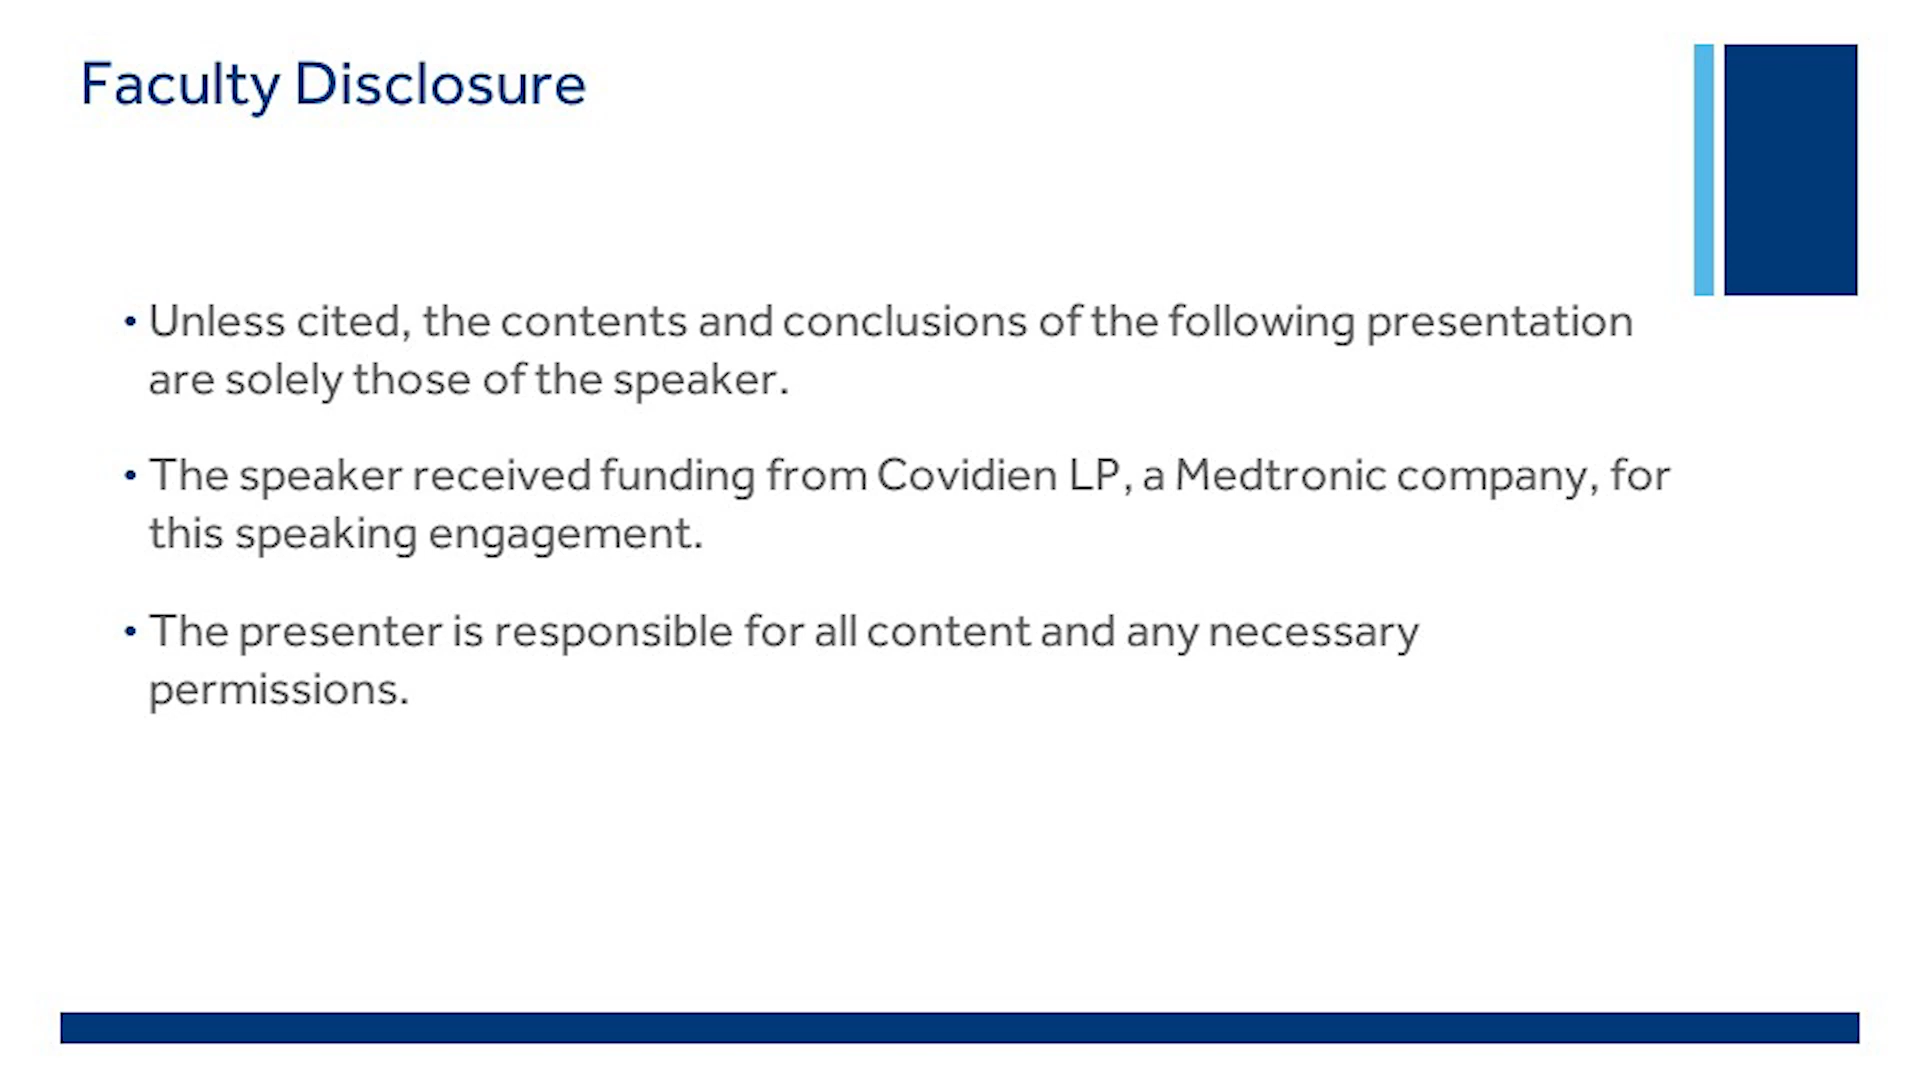 Faculty Disclosure
• Unless cited, the contents and conclusions of the following presentation
are solely those of the speaker.
• The speaker received funding from Covidien LP, a Medtronic company, for
this speaking engagement.
• The presenter is responsible for all content and any necessary
permissions.